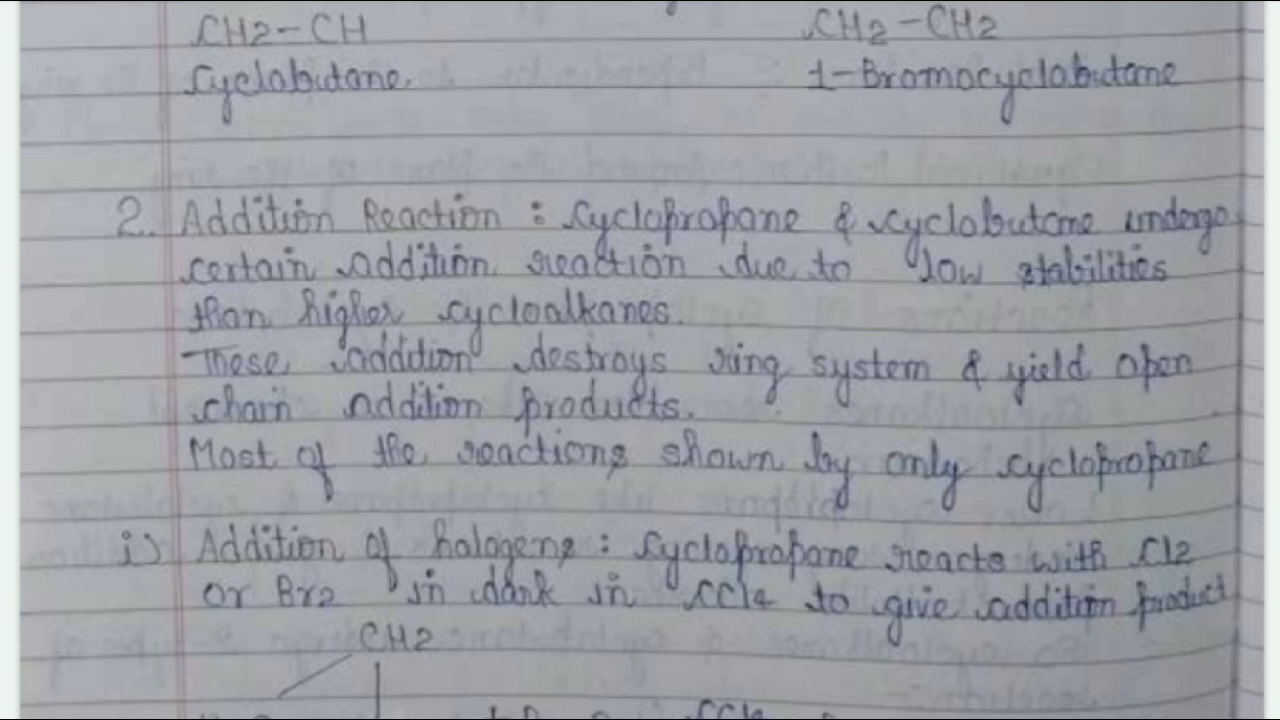 CH2-CH CH2-CH2
Cyclobutane. 1-Bromocyclobutane
2. Addition Reaction : Cyclopropane & cyclobutane undergo
certain addition reaction due to low stabilities
than higher cycloalkanes.
These addition destroys ring system & yield open
chain addition products.
Most of the reactions shown by only cyclopropane
i) Addition of halogens : Cyclopropane reacts with Cl2
or Br2 in dark in CCl4 to give addition product
CH2
CCl4